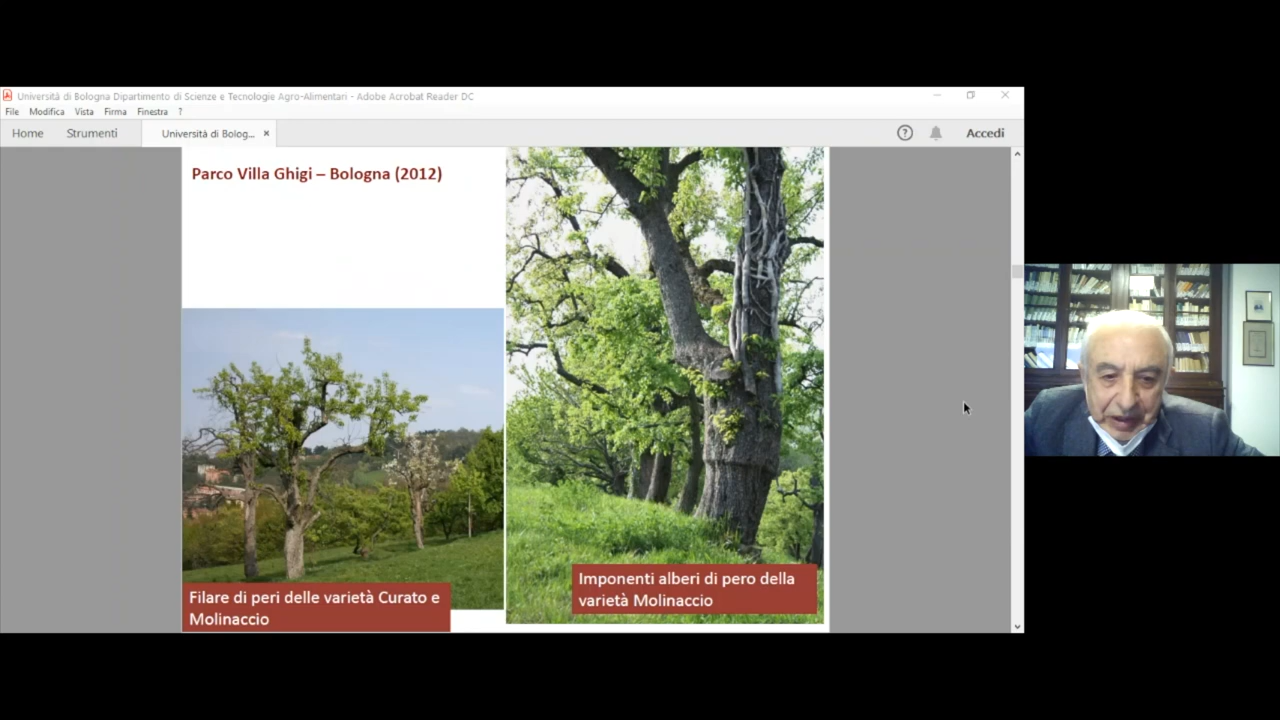 Università di Bologna Dipartimento di Scienze e Tecnologie Agro-Alimentari - Adobe Acrobat Reader DC
File Modifica Vista Firma Finestra ?
Home Strumenti Università di Bolog... × ? Accedi
Parco Villa Ghigi – Bologna (2012)
Filare di peri delle varietà Curato e
Molinaccio
Imponenti alberi di pero della
varietà Molinaccio